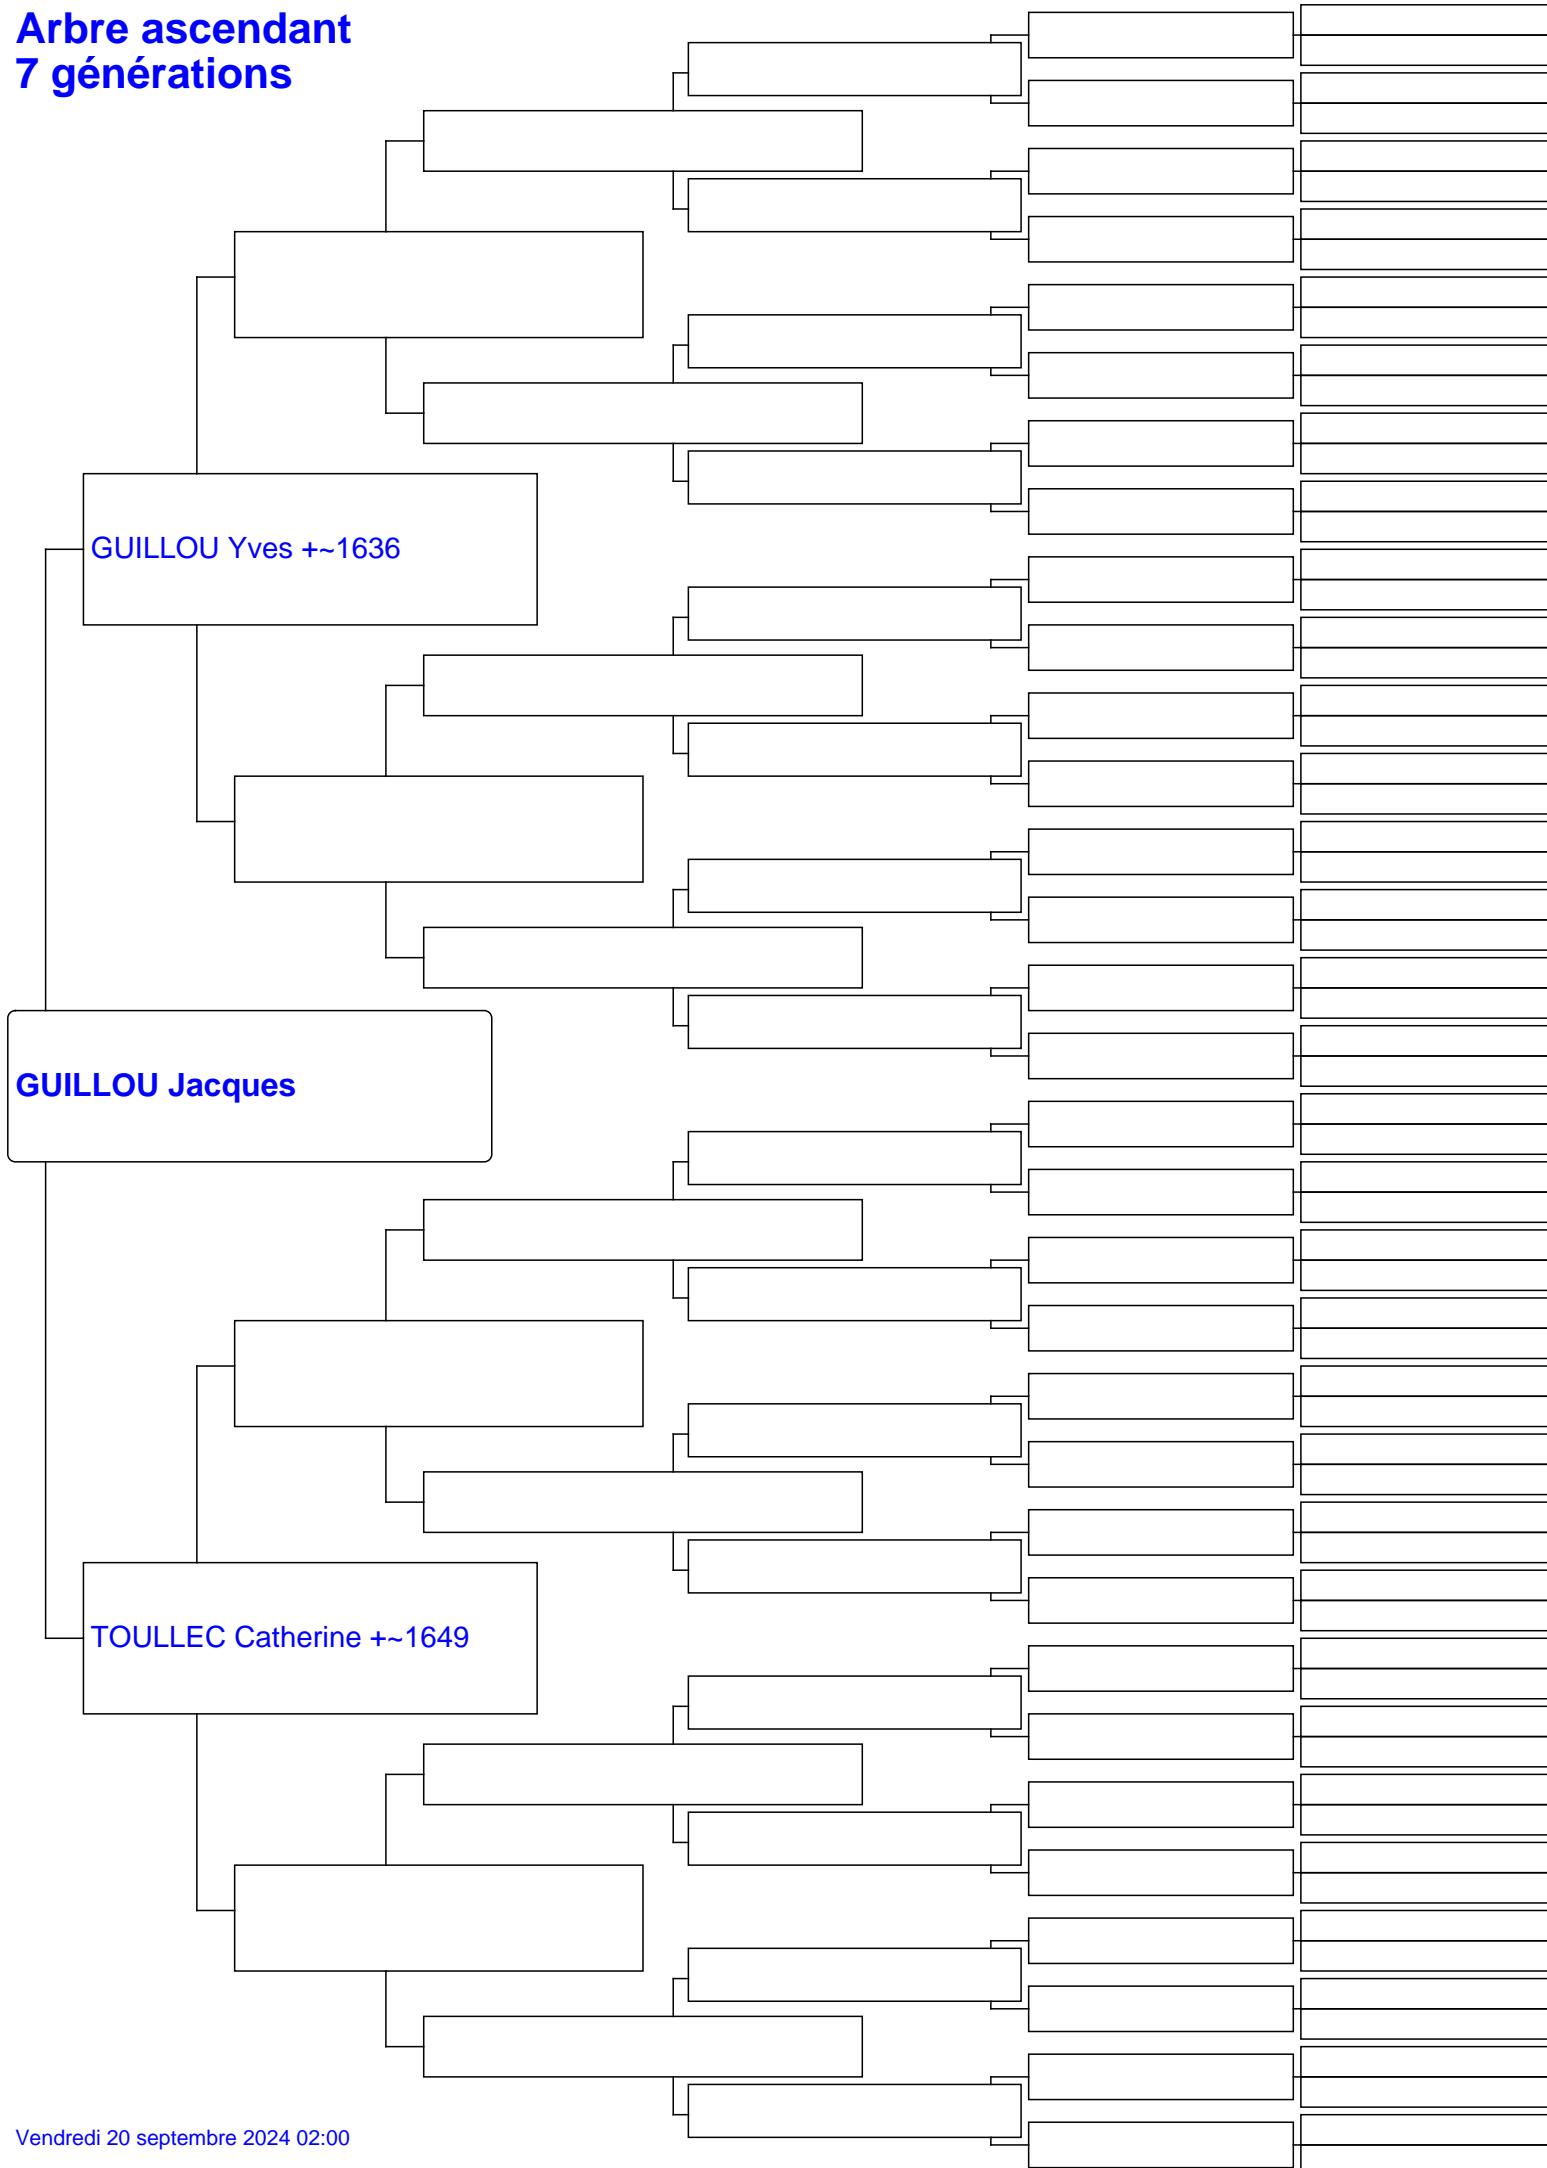 Arbre ascendant
7 générations
GUILLOU Yves +~1636
GUILLOU Jacques
TOULLEC Catherine +~1649
Vendredi 20 septembre 2024 02:00